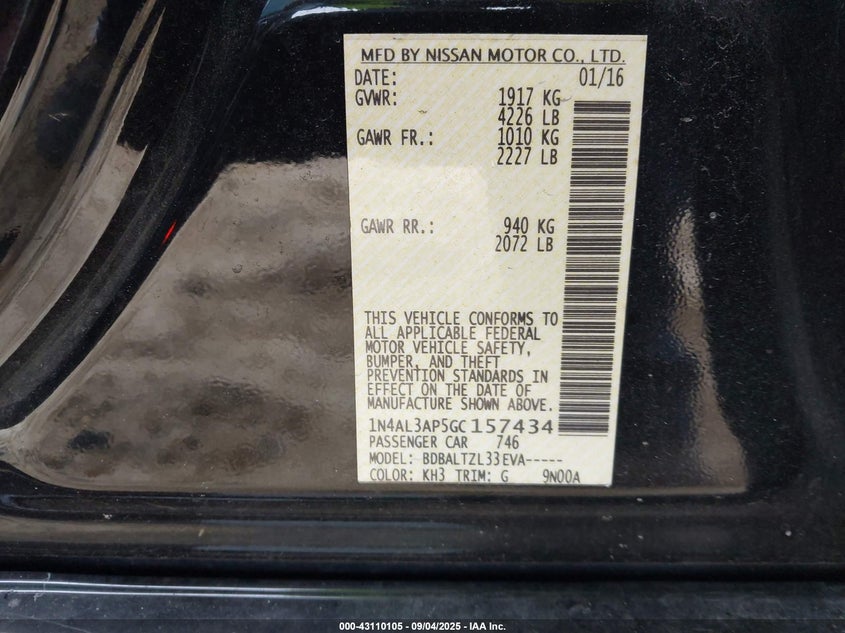 MFD BY NISSAN MOTOR CO., LTD.
DATE: 01/16
GVWR: 1917 KG
4226 LB
GAWR FR.: 1010 KG
2227 LB
GAWR RR.: 940 KG
2072 LB
THIS VEHICLE CONFORMS TO
ALL APPLICABLE FEDERAL
MOTOR VEHICLE SAFETY,
BUMPER, AND THEFT
PREVENTION STANDARDS IN
EFFECT ON THE DATE OF
MANUFACTURE SHOWN ABOVE.
1N4AL3AP5GC157434
PASSENGER CAR 746
MODEL: BDBALTZL33EVA-----
COLOR: KH3 TRIM: G 9N00A
000-43110105 - 09/04/2025 - IAA Inc.